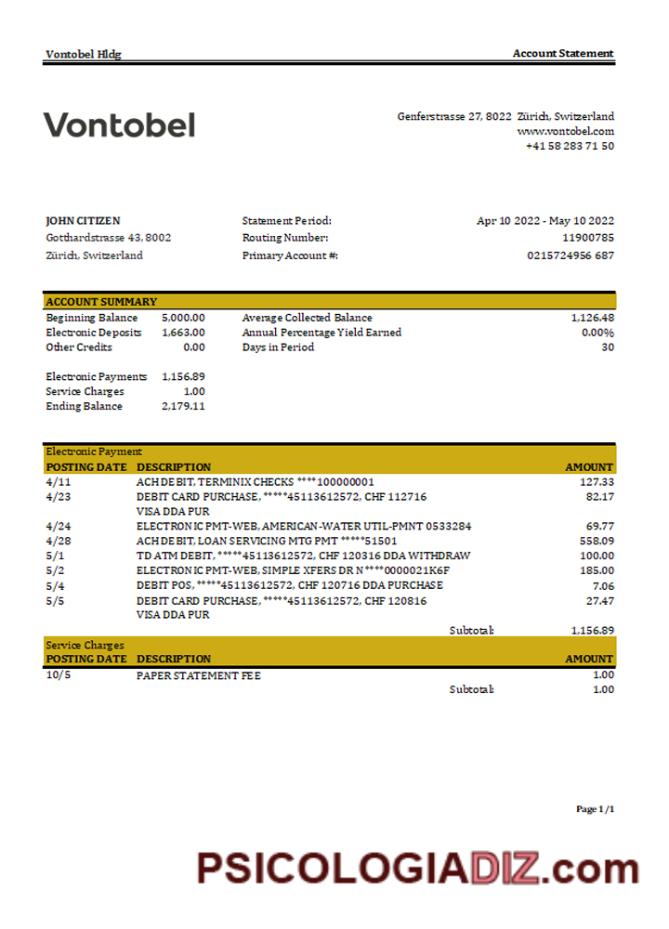 Vontobel Hldg Account Statement
Vontobel
Genferstrasse 27, 8022 Zürich, Switzerland
www.vontobel.com
+41 58 283 71 50
JOHN CITIZEN Statement Period: Apr 10 2022 - May 10 2022
Gotthardstrasse 43, 8002 Routing Number: 11900785
Zürich, Switzerland Primary Account #: 0215724956 687
ACCOUNT SUMMARY
Beginning Balance 5,000.00 Average Collected Balance 1,126.48
Electronic Deposits 1,663.00 Annual Percentage Yield Earned 0.00%
Other Credits 0.00 Days in Period 30
Electronic Payments 1,156.89
Service Charges 1.00
Ending Balance 2,179.11
Electronic Payment
POSTING DATE DESCRIPTION AMOUNT
4/11 ACH DEBIT, TERMINIX CHECKS ****100000001 127.33
4/23 DEBIT CARD PURCHASE, *****45113612572, CHF 112716 82.17
VISA DDA PUR
4/24 ELECTRONIC PMT-WEB, AMERICAN-WATER UTIL-PMNT 0533284 69.77
4/28 ACH DEBIT, LOAN SERVICING MTG PMT *****51501 558.09
5/1 TD ATM DEBIT, *****45113612572, CHF 120316 DDA WITHDRAW 100.00
5/2 ELECTRONIC PMT-WEB, SIMPLE XFERS DR N****0000021K6F 185.00
5/4 DEBIT POS, *****45113612572, CHF 120716 DDA PURCHASE 7.06
5/5 DEBIT CARD PURCHASE, *****45113612572, CHF 120816 27.47
VISA DDA PUR
Subtotal: 1,156.89
Service Charges
POSTING DATE DESCRIPTION AMOUNT
10/5 PAPER STATEMENT FEE 1.00
Subtotal: 1.00
Page 1/1
PSICOLOGIADIZ.com